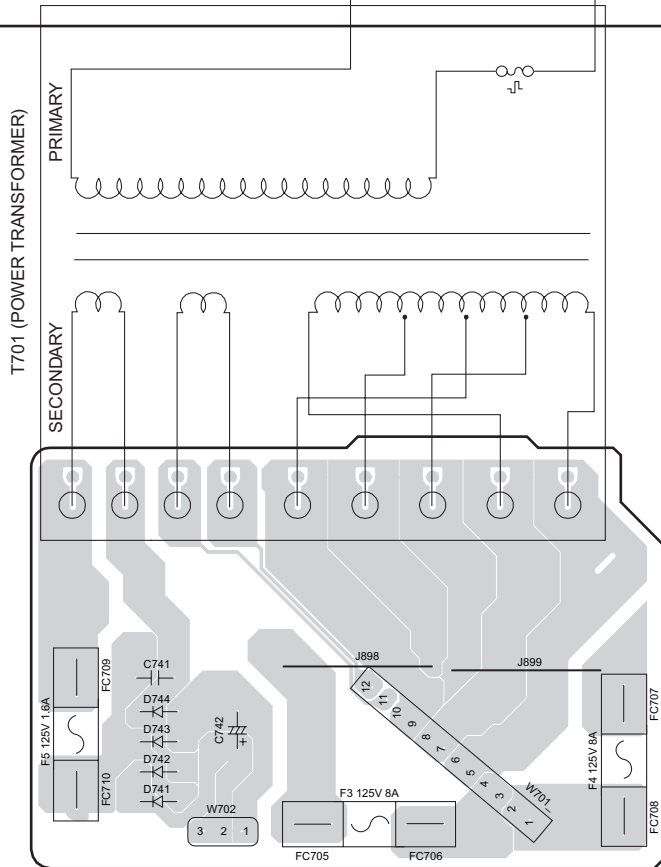 T701 (POWER TRANSFORMER)
PRIMARY
SECONDARY
J898
J899
12
11
10
9
8
7
6
5
4
3
2
1
W701
FC709
F5 125V 1.6A
FC710
C741
D744
D743
D742
D741
C742
+
W702
3 2 1
F3 125V 8A
FC705
FC706
FC707
F4 125V 8A
FC708